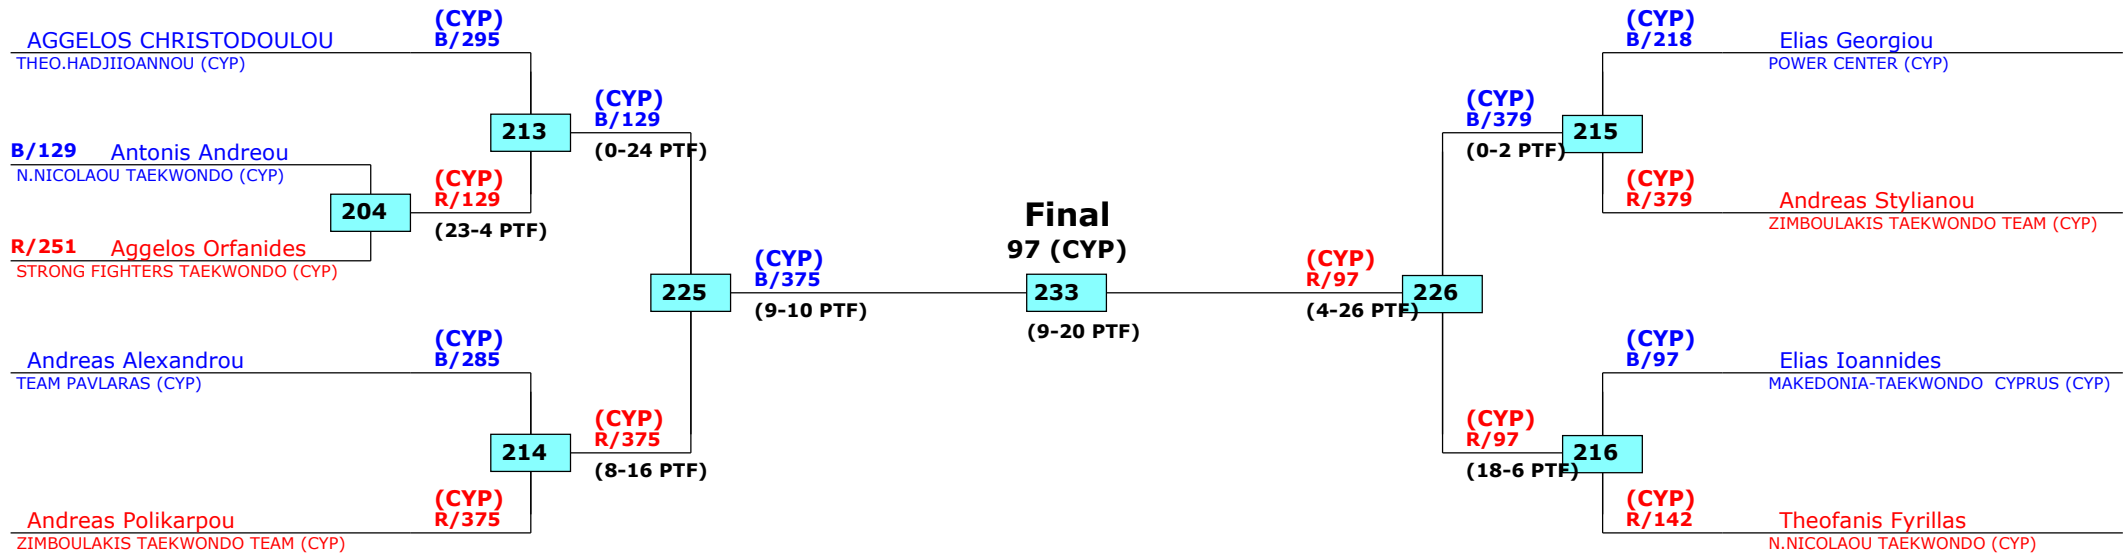 (CYP)
B/295
AGGELOS CHRISTODOULOU
THEO.HADJIIOANNOU (CYP)
213
(CYP)
B/129
(0-24 PTF)
B/129 Antonis Andreou
N.NICOLAOU TAEKWONDO (CYP)
204
(CYP)
R/129
(23-4 PTF)
R/251 Aggelos Orfanides
STRONG FIGHTERS TAEKWONDO (CYP)
225
(CYP)
B/375
(9-10 PTF)
(CYP)
B/285
Andreas Alexandrou
TEAM PAVLARAS (CYP)
214
(CYP)
R/375
(8-16 PTF)
(CYP)
R/375
Andreas Polikarpou
ZIMBOULAKIS TAEKWONDO TEAM (CYP)
Final
97 (CYP)
233
(9-20 PTF)
(CYP)
R/97
(4-26 PTF)
226
(CYP)
B/379
(0-2 PTF)
215
(CYP)
B/218
Elias Georgiou
POWER CENTER (CYP)
(CYP)
R/379
Andreas Stylianou
ZIMBOULAKIS TAEKWONDO TEAM (CYP)
(CYP)
B/97
Elias Ioannides
MAKEDONIA-TAEKWONDO  CYPRUS (CYP)
(CYP)
R/97
(18-6 PTF)
216
(CYP)
R/142
Theofanis Fyrillas
N.NICOLAOU TAEKWONDO (CYP)